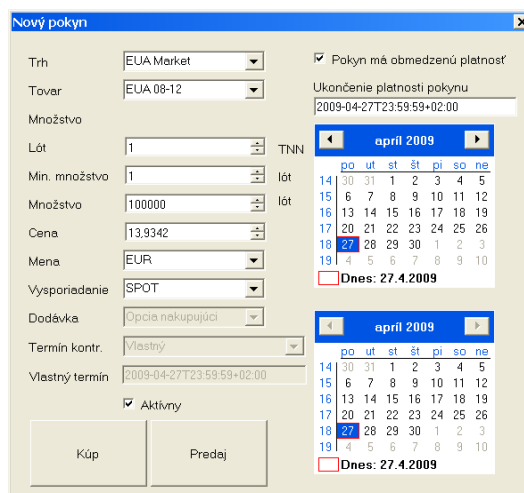 Nový pokyn
Trh EUA Market
Tovar EUA 08-12
Množstvo
Lót 1 TNN
Min. množstvo 1 lót
Množstvo 100000 lót
Cena 13,9342
Mena EUR
Vysporiadanie SPOT
Dodávka Opcia nakupujúci
Termín kontr. Vlastný
Vlastný termín 2009-04-27T23:59:59+02:00
Aktívny
Kúp Predaj
Pokyn má obmedzenú platnosť
Ukončenie platnosti pokynu
2009-04-27T23:59:59+02:00
apríl 2009
po ut st št pi so ne
14 30 31 1 2 3 4 5
15 6 7 8 9 10 11 12
16 13 14 15 16 17 18 19
17 20 21 22 23 24 25 26
18 27 28 29 30 1 2 3
19 4 5 6 7 8 9 10
Dnes: 27.4.2009
apríl 2009
po ut st št pi so ne
14 30 31 1 2 3 4 5
15 6 7 8 9 10 11 12
16 13 14 15 16 17 18 19
17 20 21 22 23 24 25 26
18 27 28 29 30 1 2 3
19 4 5 6 7 8 9 10
Dnes: 27.4.2009